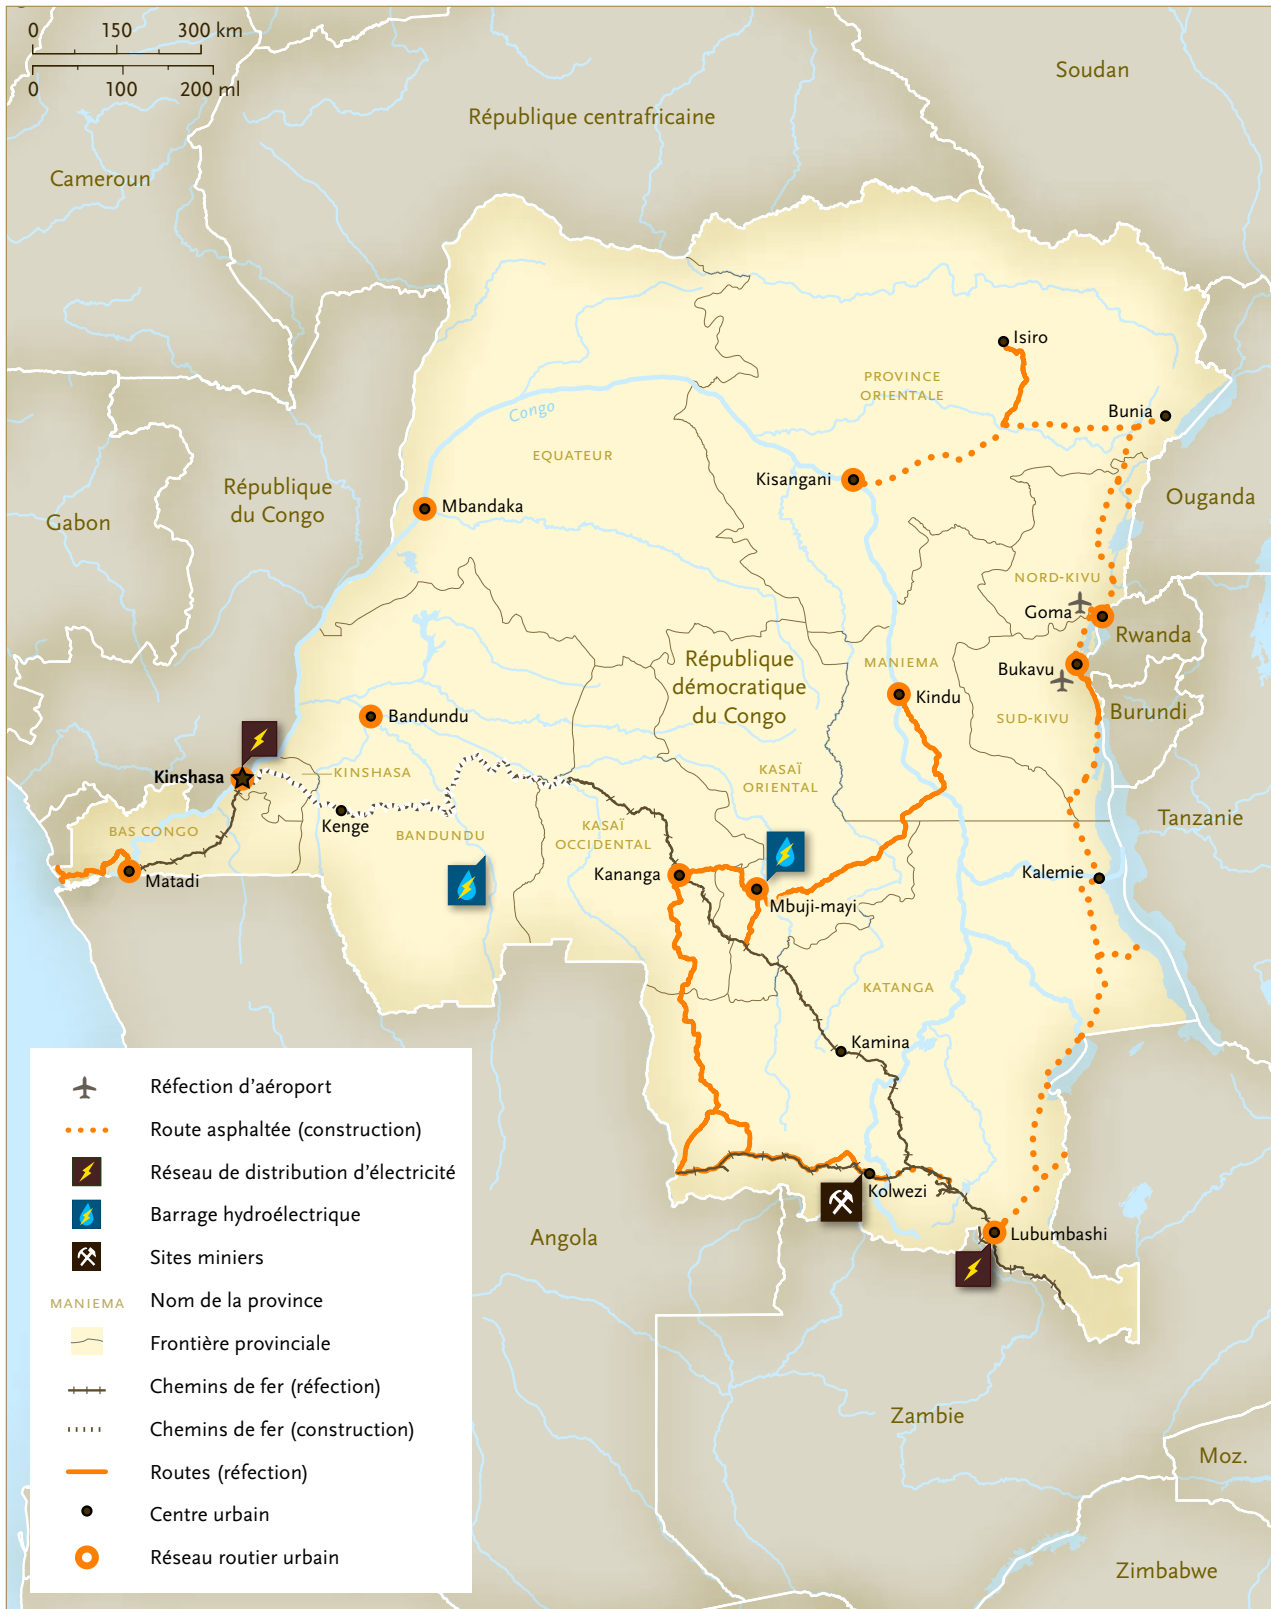 0 150 300 km
0 100 200 ml
Soudan
République centrafricaine
Cameroun
Isiro
PROVINCE
ORIENTALE
Bunia
Congo
EQUATEUR
Kisangani
République
du Congo
Ouganda
Gabon
Mbandaka
NORD-KIVU
Goma
Rwanda
République
démocratique
du Congo
MANIEMA
Bukavu
Kindu
Bandundu
SUD-KIVU
Burundi
Kinshasa
KINSHASA
KASAÏ
ORIENTAL
Tanzanie
Kenge
BAS CONGO
BANDUNDU
KASAÏ
OCCIDENTAL
Matadi
Kananga
Kalemie
Mbuji-mayi
KATANGA
Kamina
Kolwezi
Lubumbashi
Angola
Zambie
Moz.
Zimbabwe
Réfection d'aéroport
Route asphaltée (construction)
Réseau de distribution d'électricité
Barrage hydroélectrique
Sites miniers
MANIEMA Nom de la province
Frontière provinciale
Chemins de fer (réfection)
Chemins de fer (construction)
Routes (réfection)
Centre urbain
Réseau routier urbain